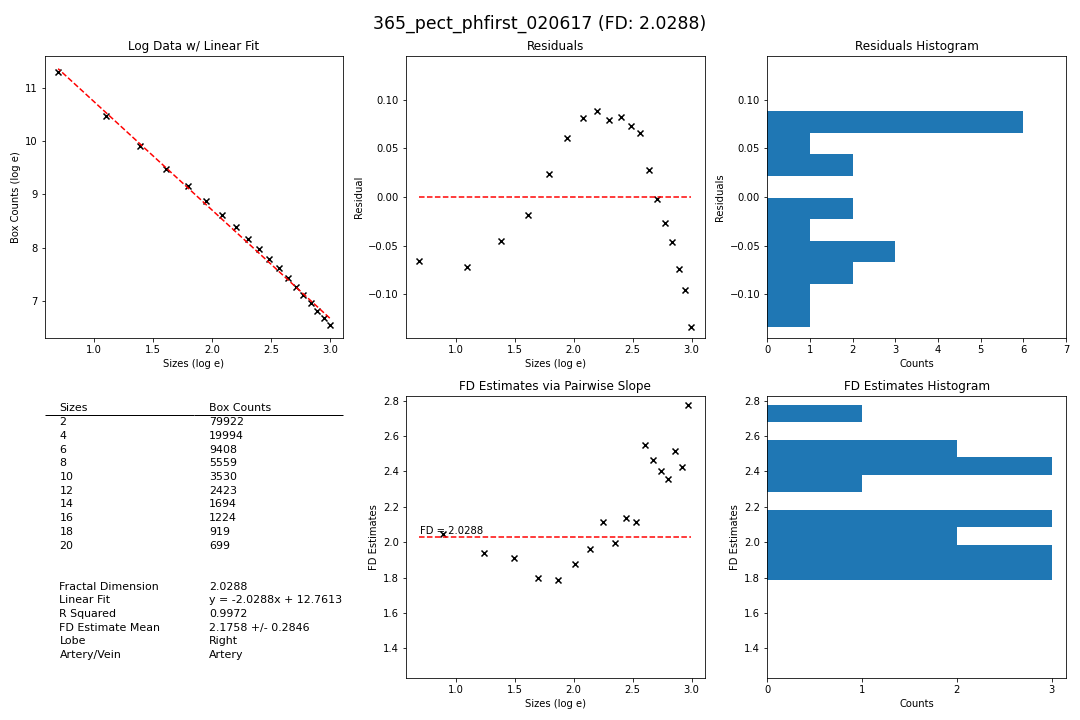 365_pect_phfirst_020617 (FD: 2.0288)
Log Data w/ Linear Fit
Box Counts (log e)
11
10
9
8
7
1.0 1.5 2.0 2.5 3.0
Sizes (log e)
Residuals
Residual
0.10
0.05
0.00
−0.05
−0.10
1.0 1.5 2.0 2.5 3.0
Sizes (log e)
Residuals Histogram
Residuals
0.10
0.05
0.00
−0.05
−0.10
0 1 2 3 4 5 6 7
Counts
Sizes Box Counts
2 79922
4 19994
6 9408
8 5559
10 3530
12 2423
14 1694
16 1224
18 919
20 699
Fractal Dimension 2.0288
Linear Fit y = -2.0288x + 12.7613
R Squared 0.9972
FD Estimate Mean 2.1758 +/- 0.2846
Lobe Right
Artery/Vein Artery
FD Estimates via Pairwise Slope
FD Estimates
2.8
2.6
2.4
2.2
2.0
1.8
1.6
1.4
FD = 2.0288
1.0 1.5 2.0 2.5 3.0
Sizes (log e)
FD Estimates Histogram
FD Estimates
2.8
2.6
2.4
2.2
2.0
1.8
1.6
1.4
0 1 2 3
Counts